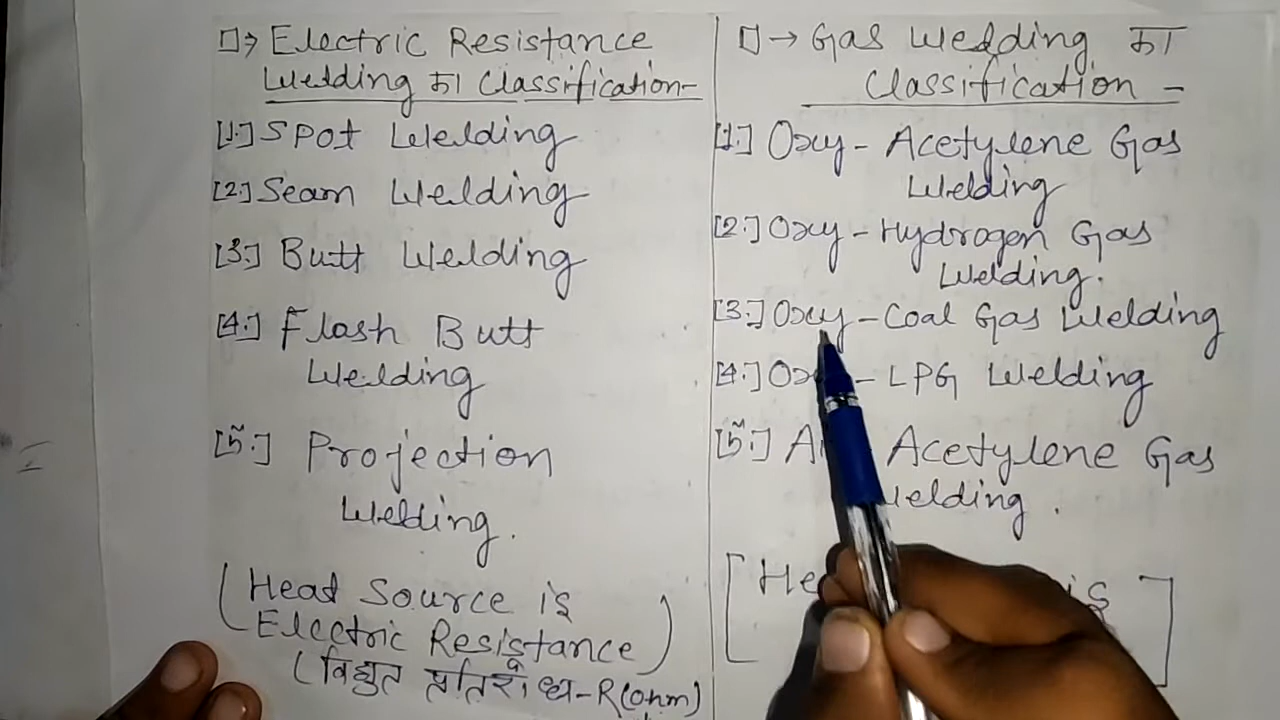 □→ Electric Resistance
Welding का Classification-
[1.] Spot Welding
[2.] Seam Welding
[3.] Butt Welding
[4.] Flash Butt
Welding
[5.] Projection
Welding.
(Heat Source is
Electric Resistance)
(विद्युत प्रतिरोध-R(ohm)
□→ Gas Welding का
Classification -
[1.] Oxy-Acetylene Gas
Welding
[2.] Oxy-Hydrogen Gas
Welding.
[3.] Oxy-Coal Gas Welding
[4.] - LPG Welding
[5.] Acetylene Gas
Welding.
is